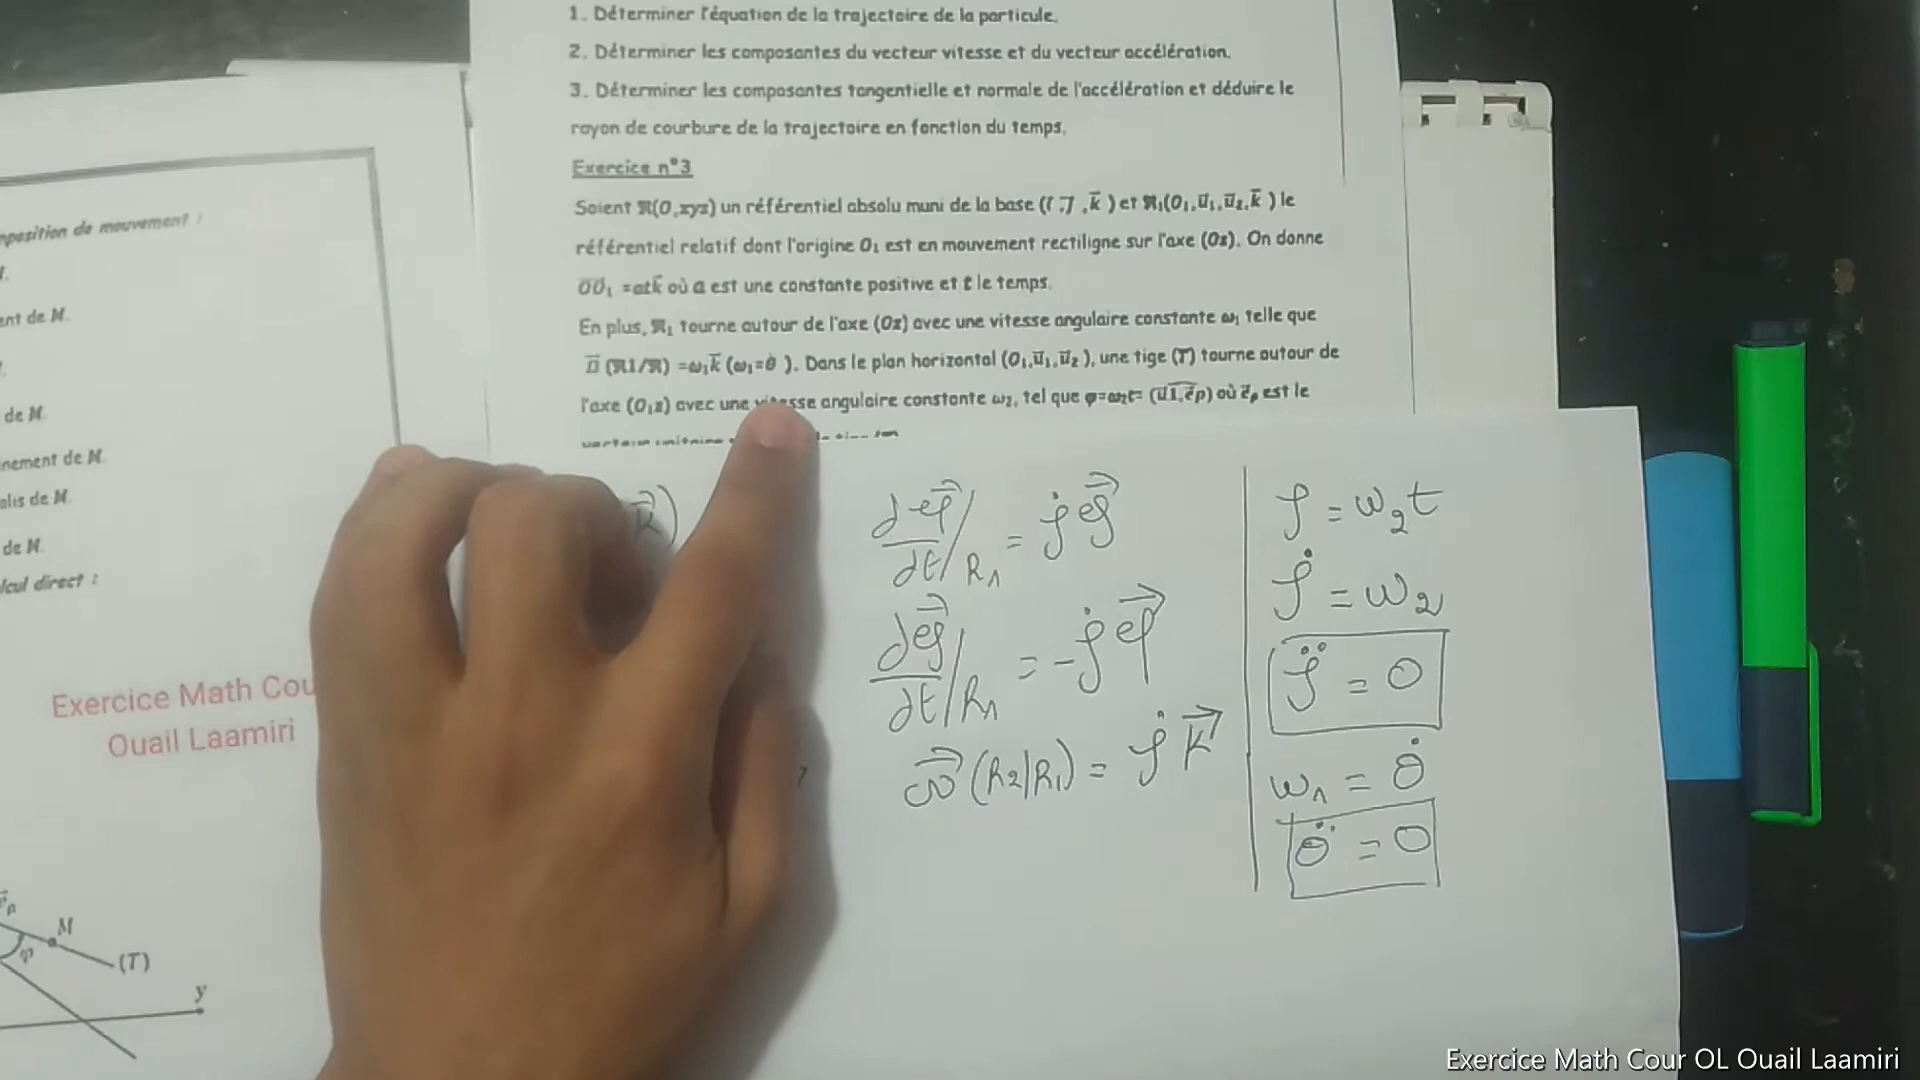 1. Déterminer l'équation de la trajectoire de la particule.
2. Déterminer les composantes du vecteur vitesse et du vecteur accélération.
3. Déterminer les composantes tangentielle et normale de l'accélération et déduire le
rayon de courbure de la trajectoire en fonction du temps.
Exercice n°3
Soient ℜ(O,xyz) un référentiel absolu muni de la base (i⃗, j⃗, k⃗) et ℜ₁(O₁,u⃗₁,u⃗₂,k⃗) le
référentiel relatif dont l'origine O₁ est en mouvement rectiligne sur l'axe (Oz). On donne
OO₁ = atk⃗ où a est une constante positive et t le temps.
En plus, ℜ₁ tourne autour de l'axe (Oz) avec une vitesse angulaire constante ω₁ telle que
Ω⃗ (ℜ1/ℜ) =ω₁k⃗ (ω₁=θ̇ ). Dans le plan horizontal (O₁,u⃗₁,u⃗₂ ), une tige (T) tourne autour de
l'axe (O₁z) avec une vitesse angulaire constante ω₂, tel que φ=ω₂t= (u⃗1,e⃗ρ) où e⃗ρ est le
mposition de mouvement :
ent de M.
de M.
nement de M.
de M.
lcul direct :
Exercice Math Cou
Ouail Laamiri
M
φ
(T)
y
k⃗)
de⃗ρ/dt/R₁ = φ̇ e⃗φ
de⃗φ/dt/R₁ = -φ̇ e⃗ρ
ω⃗ (R2|R1) = φ̇ k⃗
φ = ω₂t
φ̇ = ω₂
φ̈ = 0
ω₁ = θ̇
θ̈ = 0
Exercice Math Cour OL Ouail Laamiri